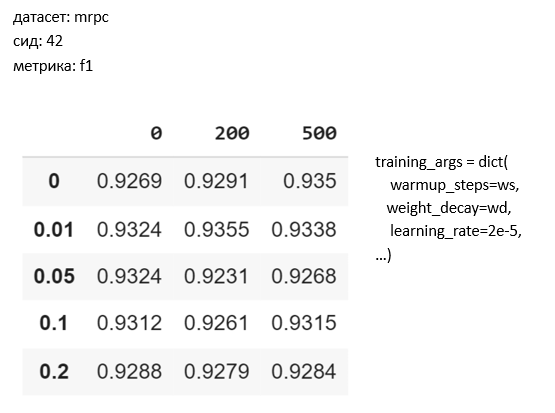 датасет: mrpc
сид: 42
метрика: f1
0 200 500
0 0.9269 0.9291 0.935
0.01 0.9324 0.9355 0.9338
0.05 0.9324 0.9231 0.9268
0.1 0.9312 0.9261 0.9315
0.2 0.9288 0.9279 0.9284
training_args = dict(
warmup_steps=ws,
weight_decay=wd,
learning_rate=2e-5,
...)